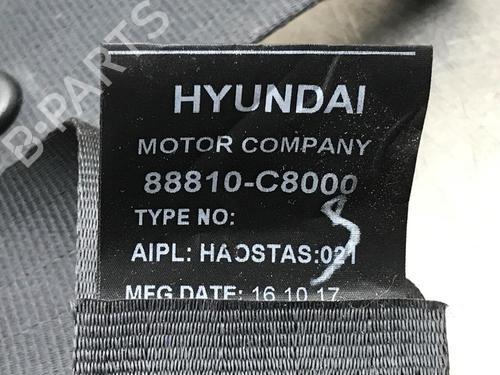 B-PARTS
HYUNDAI
MOTOR COMPANY
88810-C8000
TYPE NO:
AIPL: HAOSTAS:021
MFG DATE: 16.10.17